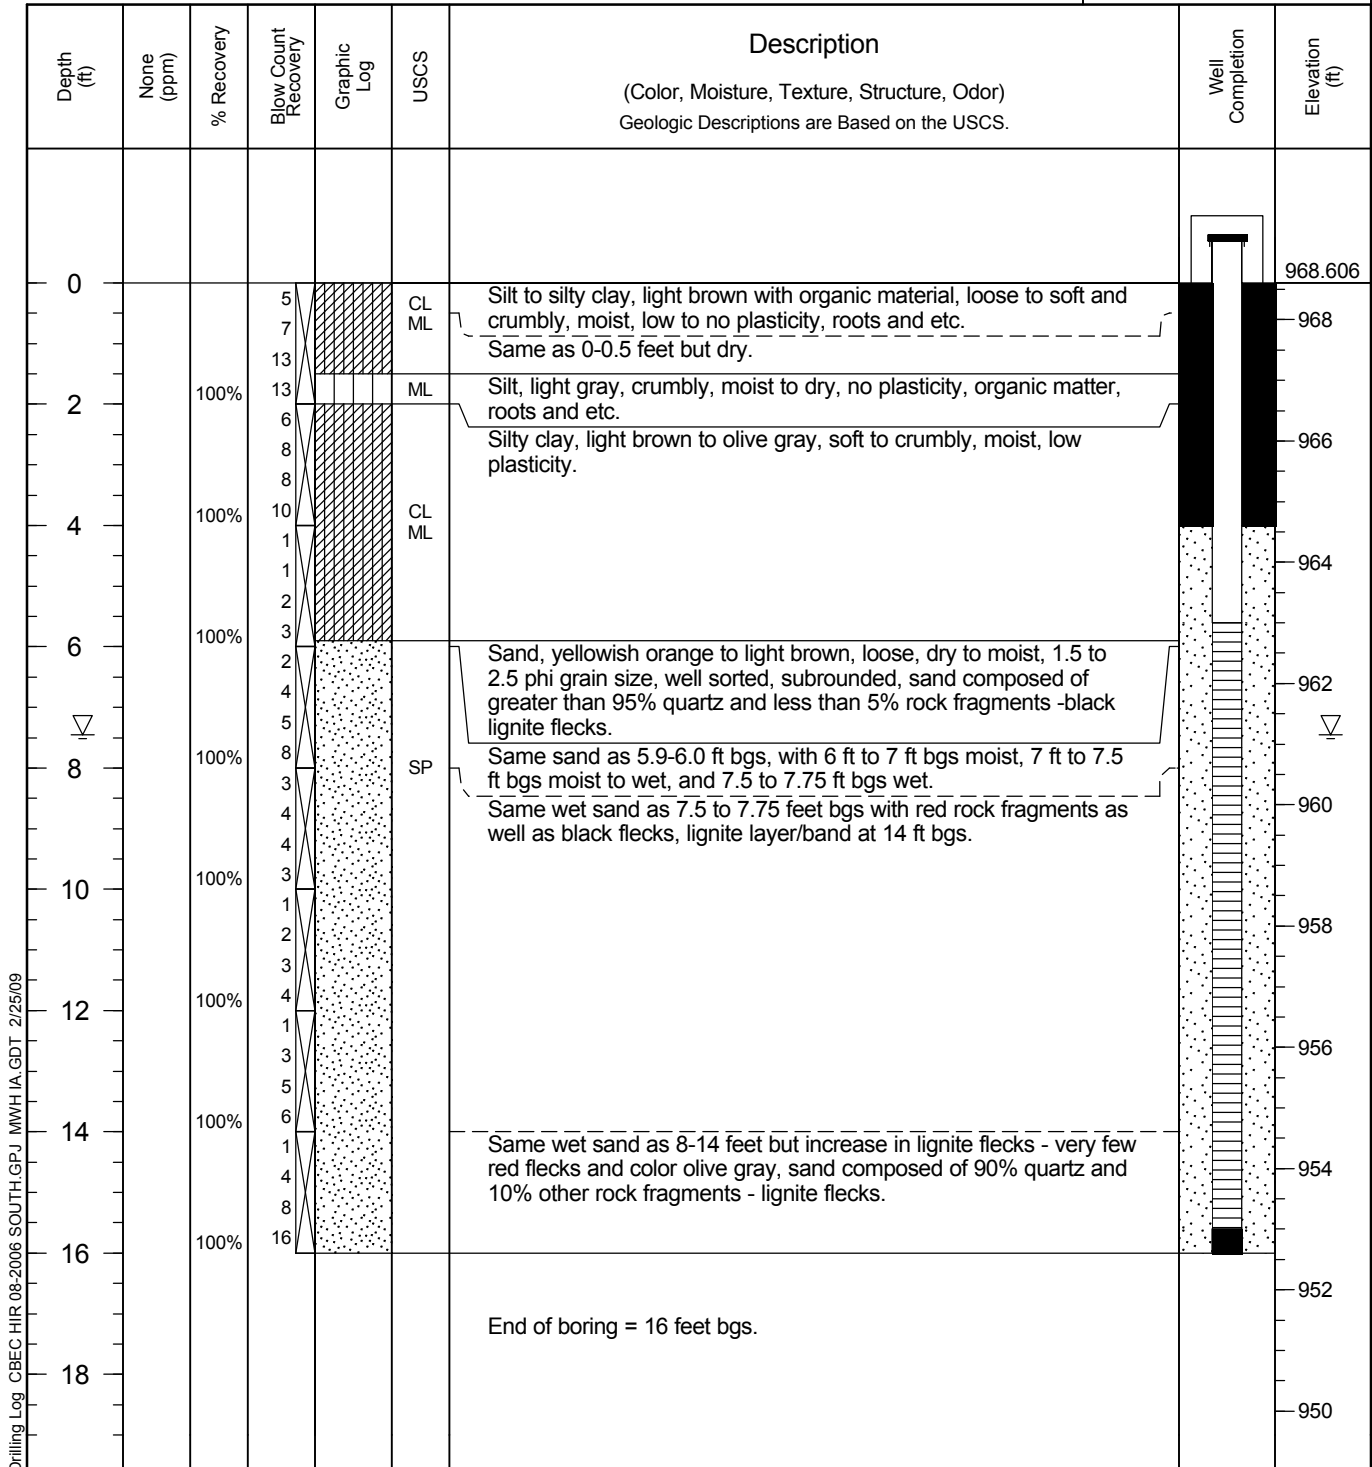 Depth (ft)
None (ppm)
% Recovery
Blow Count Recovery
Graphic Log
USCS
Description
(Color, Moisture, Texture, Structure, Odor)
Geologic Descriptions are Based on the USCS.
Well Completion
Elevation (ft)
968.606
0
5
CL
Silt to silty clay, light brown with organic material, loose to soft and
968
7
ML
crumbly, moist, low to no plasticity, roots and etc.
13
Same as 0-0.5 feet but dry.
100%
13
ML
Silt, light gray, crumbly, moist to dry, no plasticity, organic matter,
2
roots and etc.
6
966
8
Silty clay, light brown to olive gray, soft to crumbly, moist, low
plasticity.
8
100%
10
CL
4
ML
1
964
1
2
100%
3
6
2
Sand, yellowish orange to light brown, loose, dry to moist, 1.5 to
962
4
2.5 phi grain size, well sorted, subrounded, sand composed of
greater than 95% quartz and less than 5% rock fragments -black
5
lignite flecks.
100%
8
Same sand as 5.9-6.0 ft bgs, with 6 ft to 7 ft bgs moist, 7 ft to 7.5
8
SP
ft bgs moist to wet, and 7.5 to 7.75 ft bgs wet.
3
960
4
Same wet sand as 7.5 to 7.75 feet bgs with red rock fragments as
well as black flecks, lignite layer/band at 14 ft bgs.
4
100%
3
10
1
958
2
3
100%
4
12
1
956
3
5
100%
6
14
1
Same wet sand as 8-14 feet but increase in lignite flecks - very few
954
4
red flecks and color olive gray, sand composed of 90% quartz and
10% other rock fragments - lignite flecks.
8
100%
16
16
952
End of boring = 16 feet bgs.
18
950
Drilling Log CBEC HIR 08-2006 SOUTH.GPJ MWH IA.GDT 2/25/09